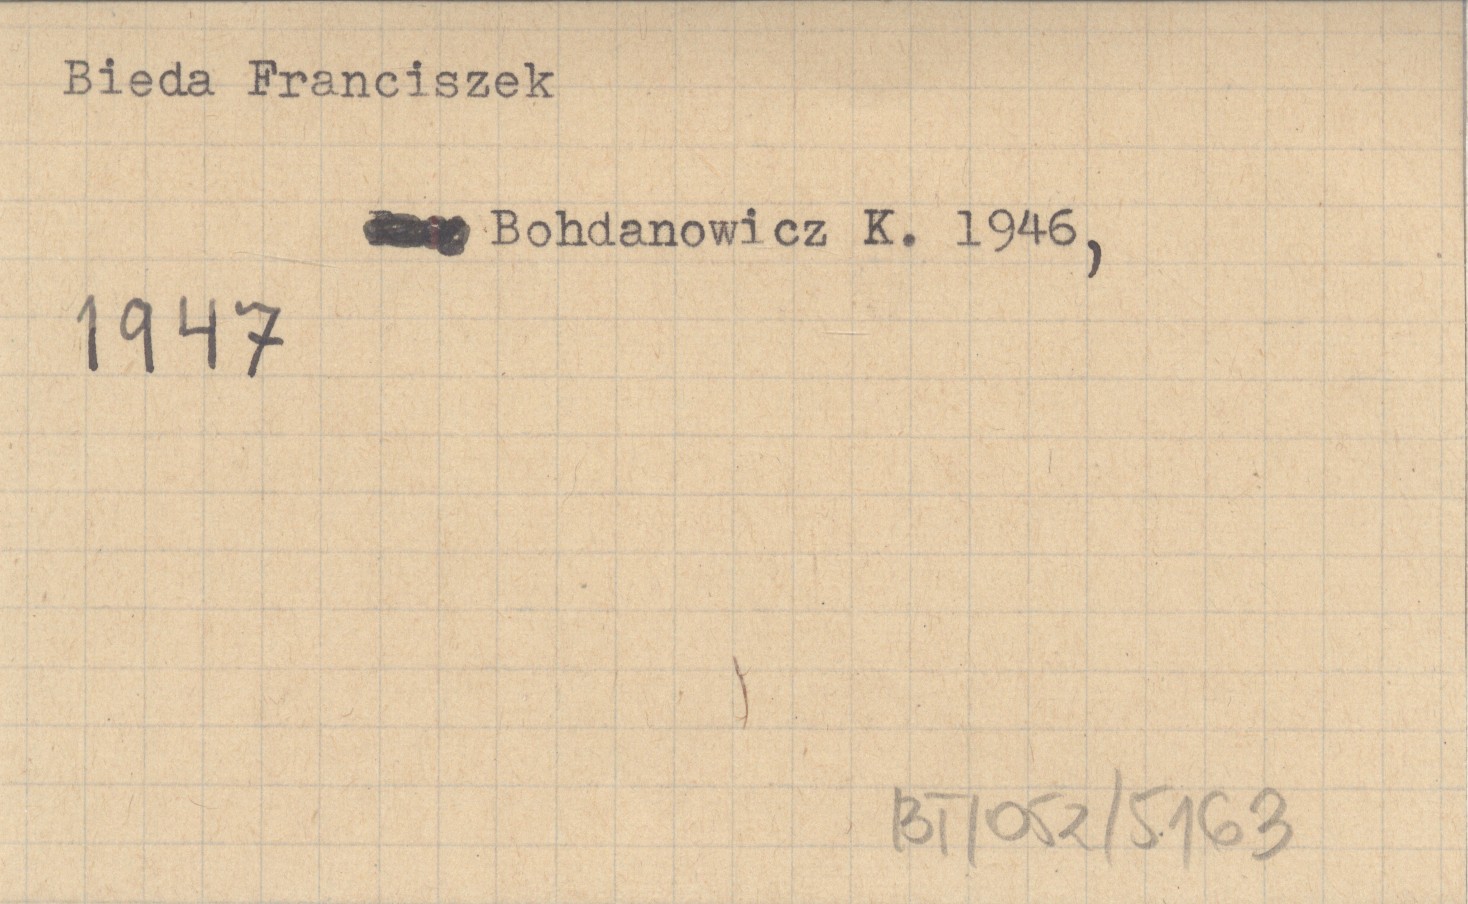 Bieda Franciszek
Bohdanowicz K. 1946,
1947
BT/052/5163